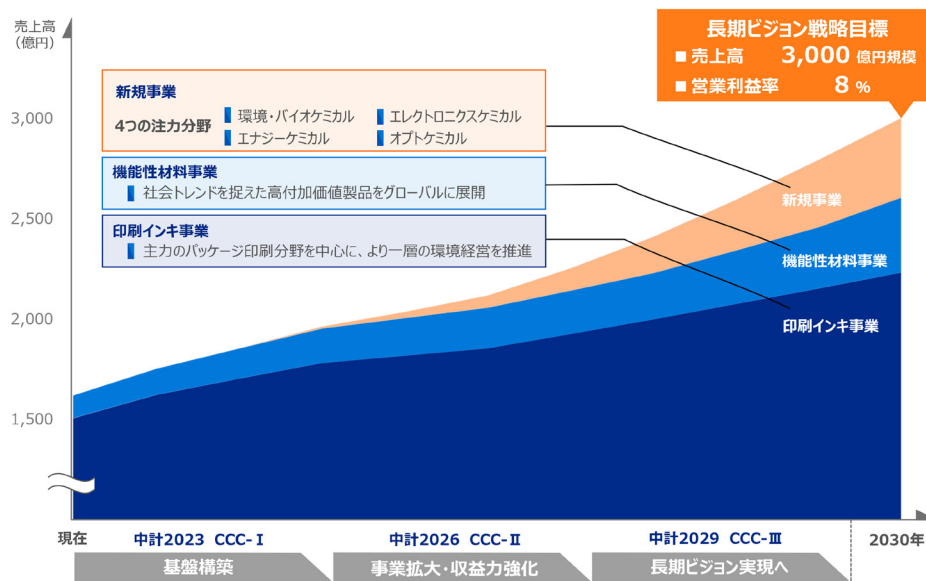 売上高
(億円)
長期ビジョン戦略目標
■ 売上高 3,000 億円規模
■ 営業利益率 8 %
新規事業
4つの注力分野
環境・バイオケミカル
エレクトロニクスケミカル
エナジーケミカル
オプトケミカル
機能性材料事業
社会トレンドを捉えた高付加価値製品をグローバルに展開
印刷インキ事業
主力のパッケージ印刷分野を中心に、より一層の環境経営を推進
3,000
2,500
2,000
1,500
新規事業
機能性材料事業
印刷インキ事業
現在
中計2023 CCC-Ⅰ
中計2026 CCC-Ⅱ
中計2029 CCC-Ⅲ
2030年
基盤構築
事業拡大・収益力強化
長期ビジョン実現へ